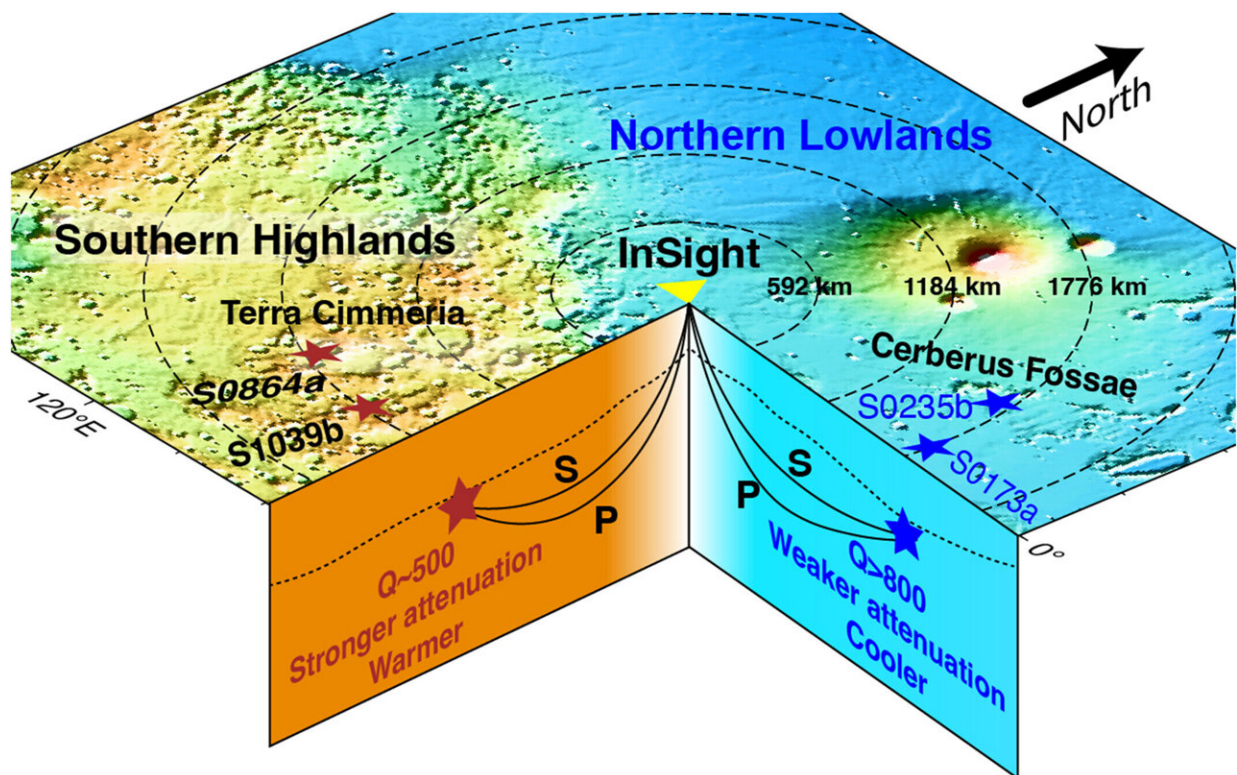 North
Northern Lowlands
Southern Highlands
InSight
592 km
1184 km
1776 km
Terra Cimmeria
Cerberus Fossae
S0864a
S0235b
120°E
S1039b
S0173a
S
P
S
P
0°
Q~500
Stronger attenuation
Warmer
Q>800
Weaker attenuation
Cooler